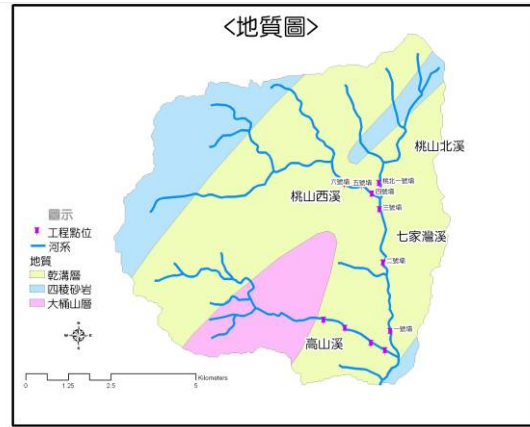 <地質圖>
桃山北溪
六號壩
五號壩
桃北一號壩
四號壩
桃山西溪
三號壩
七家灣溪
二號壩
一號壩
高山溪
圖示
工程點位
河系
地質
乾溝層
四稜砂岩
大桶山層
Kilometers
0 1.25 2.5 5